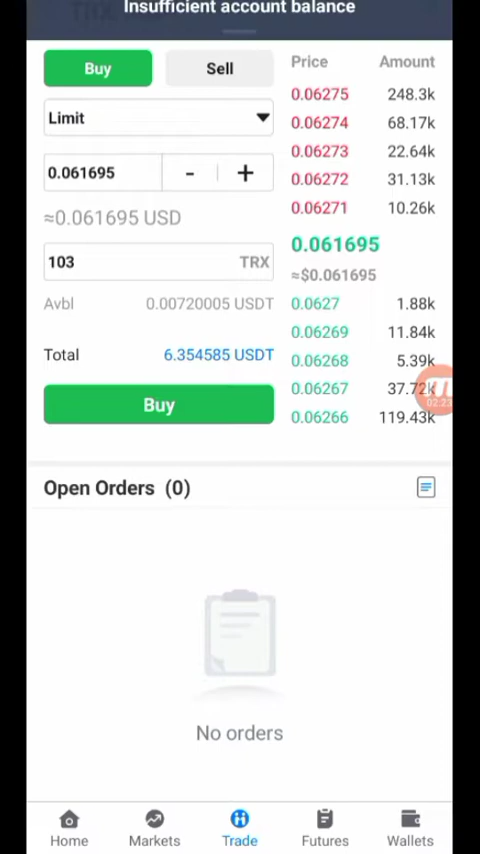 Insufficient account balance
Buy
Sell
Limit
0.061695
-
+
≈0.061695 USD
103
TRX
Avbl
0.00720005 USDT
Total
6.354585 USDT
Buy
Price
Amount
0.06275 248.3k
0.06274 68.17k
0.06273 22.64k
0.06272 31.13k
0.06271 10.26k
0.061695
≈$0.061695
0.0627 1.88k
0.06269 11.84k
0.06268 5.39k
0.06267 37.72k
0.06266 119.43k
Open Orders (0)
No orders
Home
Markets
Trade
Futures
Wallets